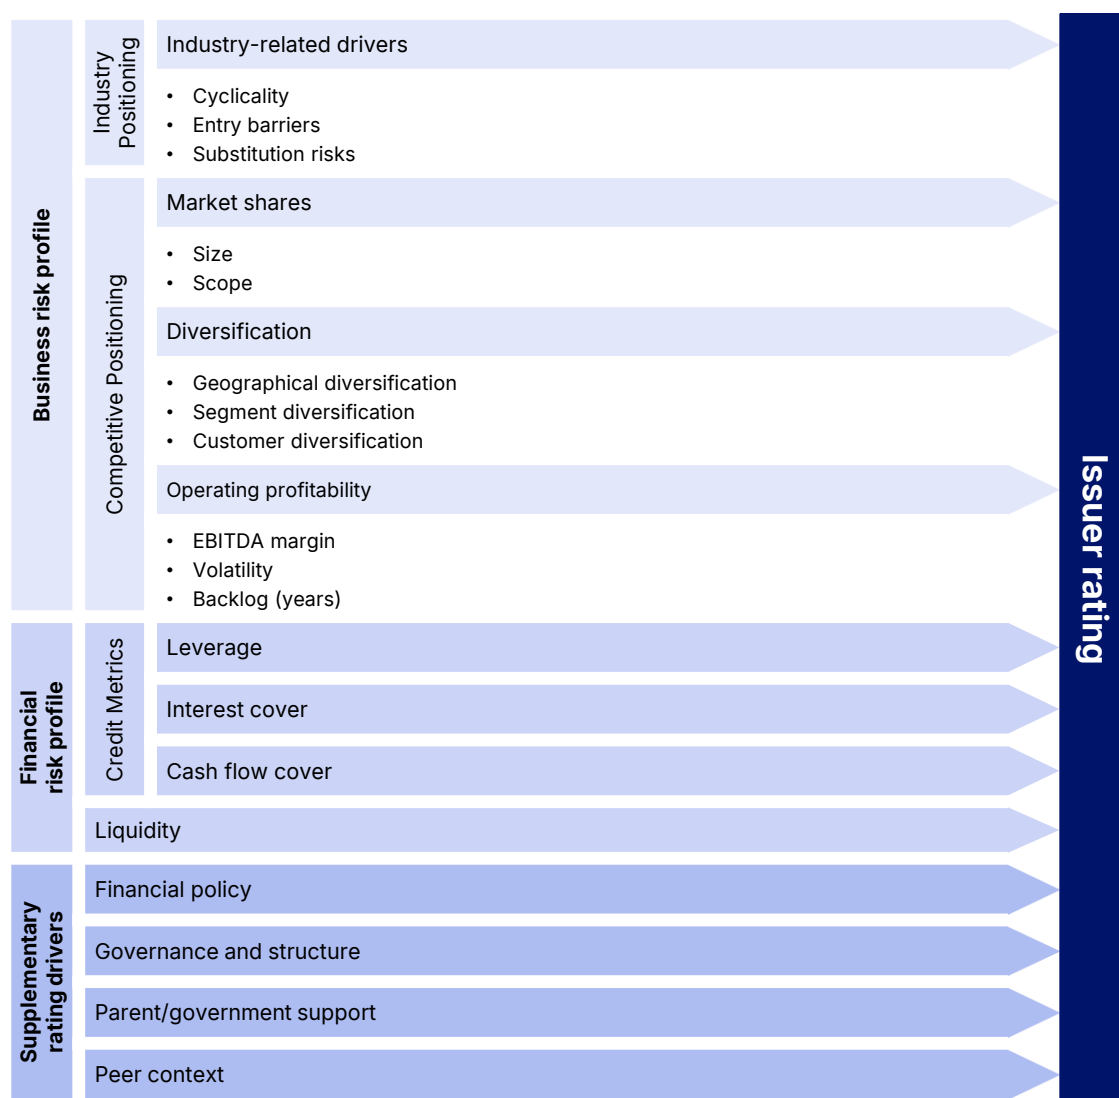 Business risk profile
Industry
Positioning
Industry-related drivers
• Cyclicality
• Entry barriers
• Substitution risks
Competitive Positioning
Market shares
• Size
• Scope
Diversification
• Geographical diversification
• Segment diversification
• Customer diversification
Operating profitability
• EBITDA margin
• Volatility
• Backlog (years)
Financial
risk profile
Credit Metrics
Leverage
Interest cover
Cash flow cover
Liquidity
Supplementary
rating drivers
Financial policy
Governance and structure
Parent/government support
Peer context
Issuer rating